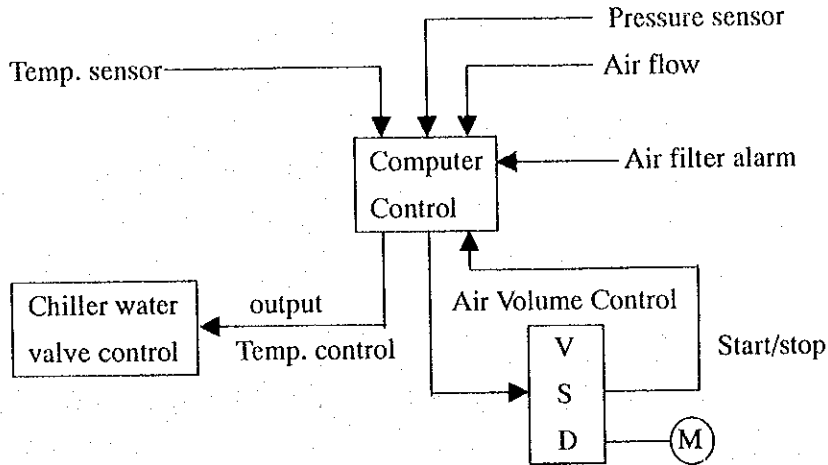 Pressure sensor
Temp. sensor
Air flow
Computer
Control
Air filter alarm
Chiller water
valve control
output
Temp. control
Air Volume Control
V
S
D
Start/stop
M